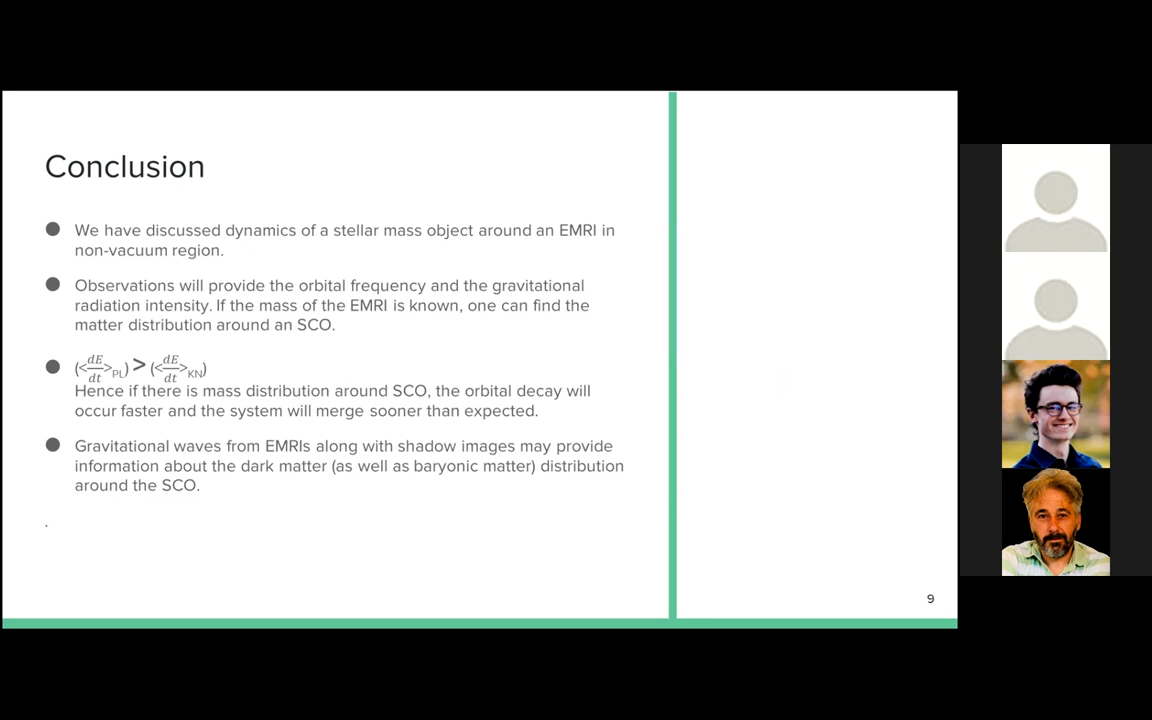 Conclusion
● We have discussed dynamics of a stellar mass object around an EMRI in
non-vacuum region.
● Observations will provide the orbital frequency and the gravitational
radiation intensity. If the mass of the EMRI is known, one can find the
matter distribution around an SCO.
● (<dE/dt>PL) > (<dE/dt>KN)
Hence if there is mass distribution around SCO, the orbital decay will
occur faster and the system will merge sooner than expected.
● Gravitational waves from EMRIs along with shadow images may provide
information about the dark matter (as well as baryonic matter) distribution
around the SCO.
.
9